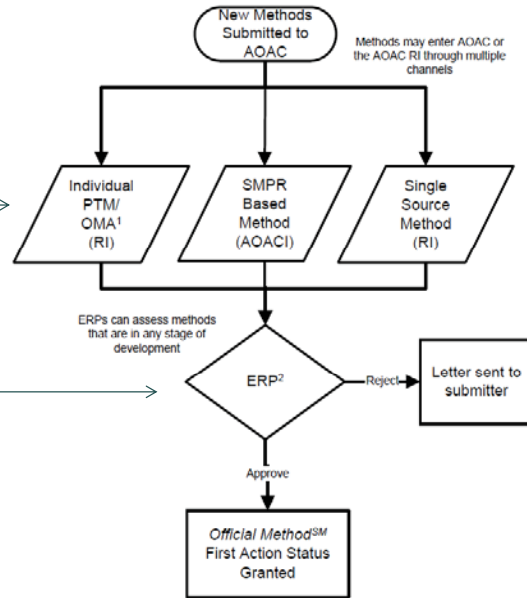 New Methods
Submitted to
AOAC
Methods may enter AOAC or
the AOAC RI through multiple
channels
Individual
PTM/
OMA¹
(RI)
SMPR
Based
Method
(AOACI)
Single
Source
Method
(RI)
ERPs can assess methods
that are in any stage of
development
ERP²
Reject
Letter sent to
submitter
Approve
Official Method℠
First Action Status
Granted